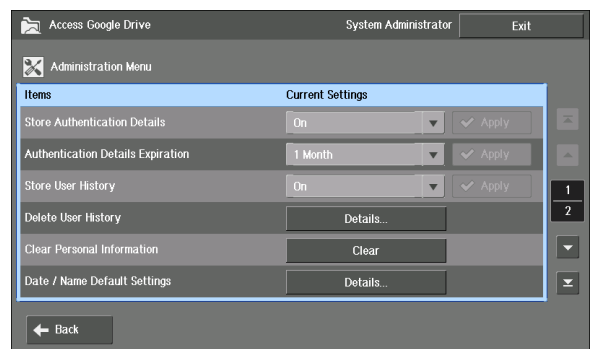 Access Google Drive System Administrator Exit
Administration Menu
Items Current Settings
Store Authentication Details On Apply
Authentication Details Expiration 1 Month Apply
Store User History On Apply
1
2
Delete User History Details...
Clear Personal Information Clear
Date / Name Default Settings Details...
Back